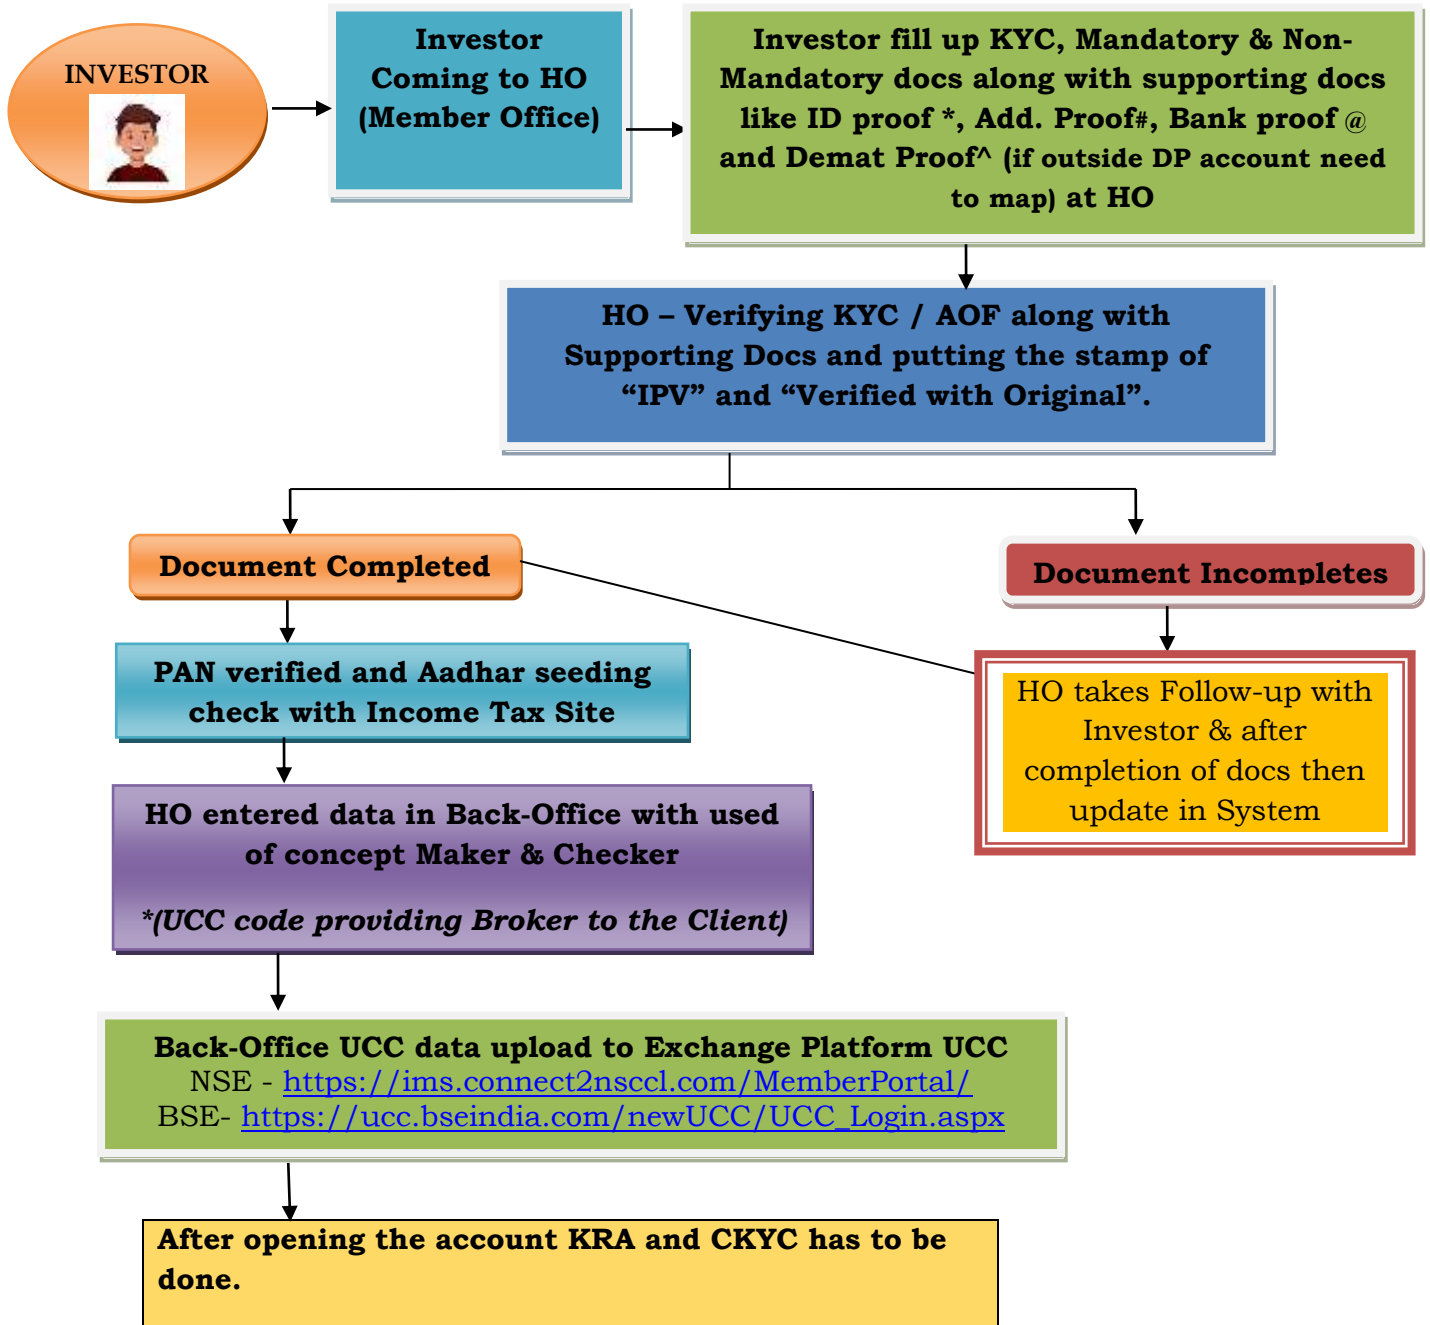 INVESTOR
Investor
Coming to HO
(Member Office)
Investor fill up KYC, Mandatory & Non-
Mandatory docs along with supporting docs
like ID proof *, Add. Proof#, Bank proof @
and Demat Proof^ (if outside DP account need
to map) at HO
HO – Verifying KYC / AOF along with
Supporting Docs and putting the stamp of
“IPV” and “Verified with Original”.
Document Completed
Document Incompletes
PAN verified and Aadhar seeding
check with Income Tax Site
HO takes Follow-up with
Investor & after
completion of docs then
update in System
HO entered data in Back-Office with used
of concept Maker & Checker
*(UCC code providing Broker to the Client)
Back-Office UCC data upload to Exchange Platform UCC
NSE - https://ims.connect2nsccl.com/MemberPortal/
BSE- https://ucc.bseindia.com/newUCC/UCC_Login.aspx
After opening the account KRA and CKYC has to be
done.